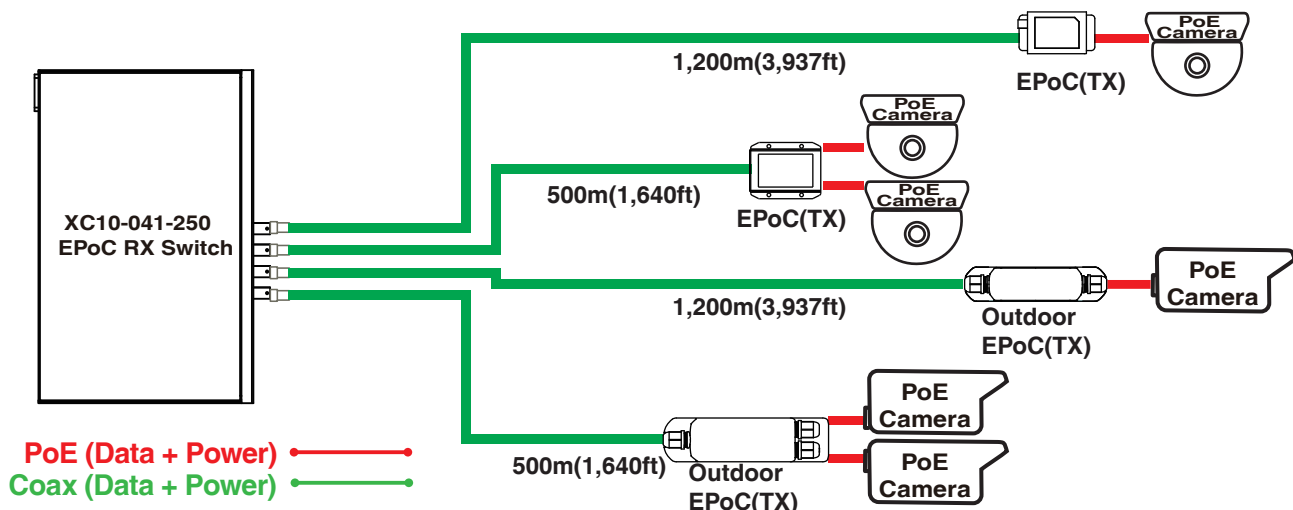 PoE
Camera
1,200m(3,937ft)
EPoC(TX)
PoE
Camera
500m(1,640ft)
EPoC(TX)
PoE
Camera
XC10-041-250
EPoC RX Switch
PoE
Camera
1,200m(3,937ft)
Outdoor
EPoC(TX)
PoE
Camera
PoE (Data + Power)
Coax (Data + Power)
500m(1,640ft)
Outdoor
EPoC(TX)
PoE
Camera